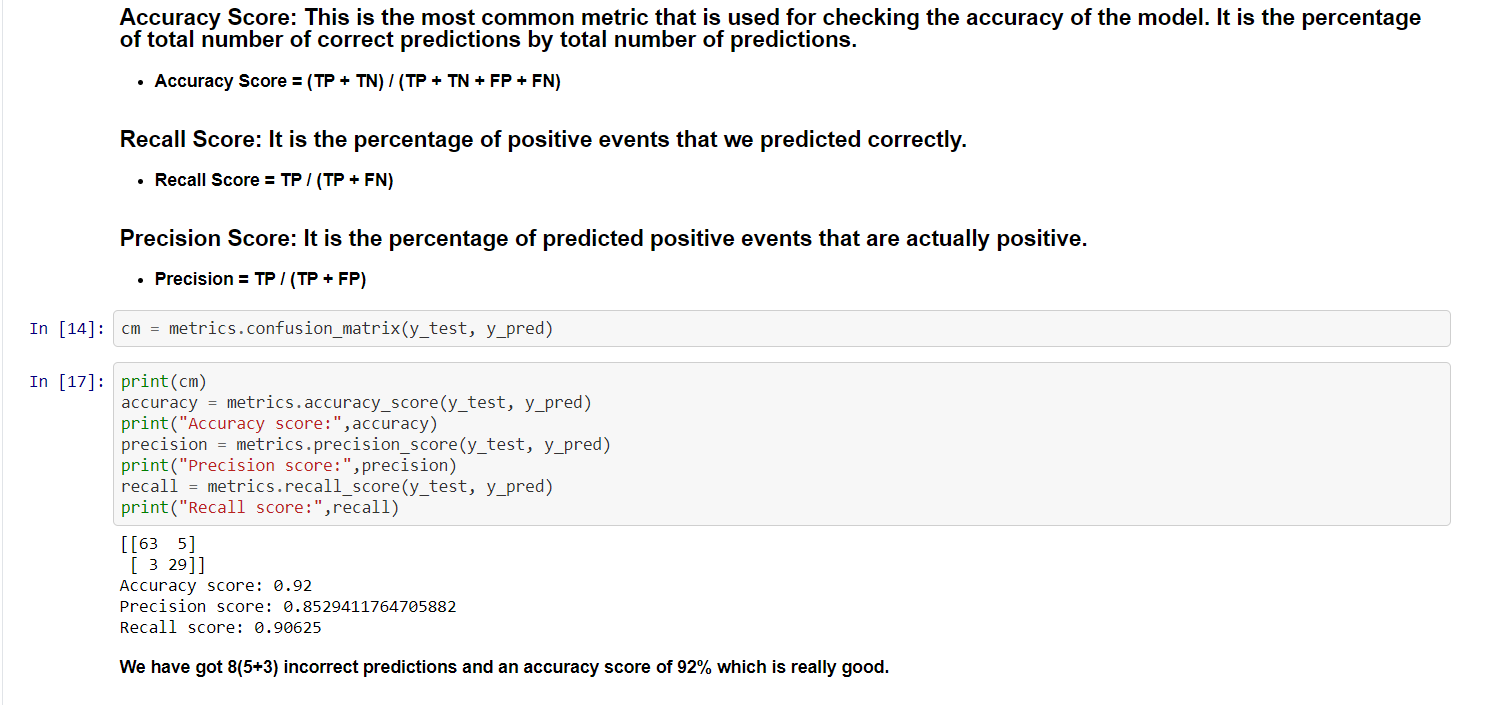 Accuracy Score: This is the most common metric that is used for checking the accuracy of the model. It is the percentage
of total number of correct predictions by total number of predictions.
• Accuracy Score = (TP + TN) / (TP + TN + FP + FN)
Recall Score: It is the percentage of positive events that we predicted correctly.
• Recall Score = TP / (TP + FN)
Precision Score: It is the percentage of predicted positive events that are actually positive.
• Precision = TP / (TP + FP)
In [14]: cm = metrics.confusion_matrix(y_test, y_pred)
In [17]: print(cm)
accuracy = metrics.accuracy_score(y_test, y_pred)
print("Accuracy score:",accuracy)
precision = metrics.precision_score(y_test, y_pred)
print("Precision score:",precision)
recall = metrics.recall_score(y_test, y_pred)
print("Recall score:",recall)
[[63  5]
 [ 3 29]]
Accuracy score: 0.92
Precision score: 0.8529411764705882
Recall score: 0.90625
We have got 8(5+3) incorrect predictions and an accuracy score of 92% which is really good.